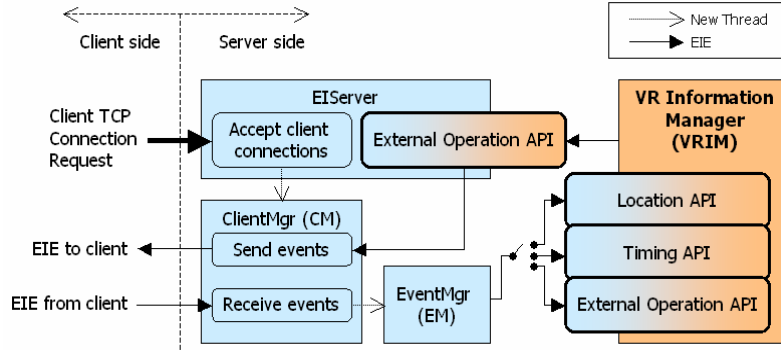 Client side
Server side
New Thread
EIE
EIServer
VR Information
Manager
(VRIM)
Client TCP
Connection
Request
Accept client
connections
External Operation API
ClientMgr (CM)
Location API
EIE to client
Send events
Timing API
EIE from client
Receive events
EventMgr
(EM)
External Operation API